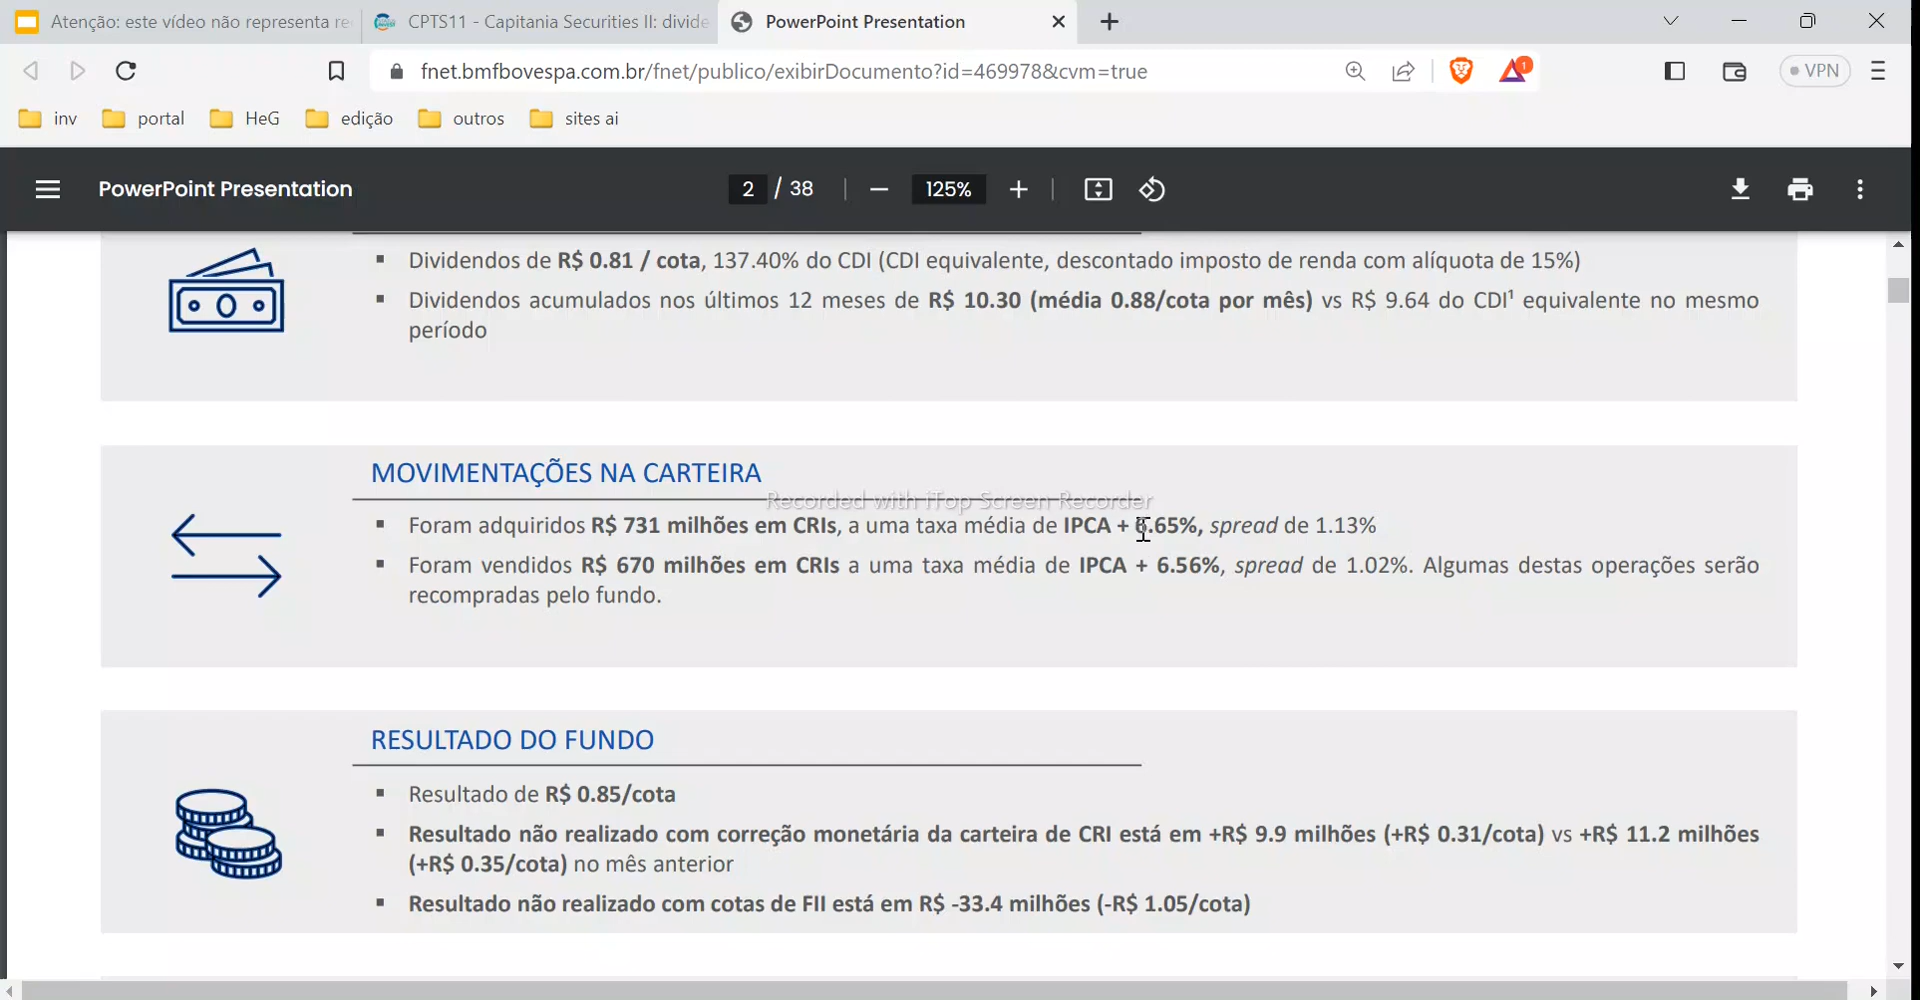 Atenção: este vídeo não representa re
CPTS11 - Capitania Securities II: divide
PowerPoint Presentation
fnet.bmfbovespa.com.br/fnet/publico/exibirDocumento?id=469978&cvm=true
1
VPN
inv
portal
HeG
edição
outros
sites ai
PowerPoint Presentation
2 / 38
125%
Dividendos de R$ 0.81 / cota, 137.40% do CDI (CDI equivalente, descontado imposto de renda com alíquota de 15%)
Dividendos acumulados nos últimos 12 meses de R$ 10.30 (média 0.88/cota por mês) vs R$ 9.64 do CDI¹ equivalente no mesmo
período
MOVIMENTAÇÕES NA CARTEIRA
Recorded with iTop Screen Recorder
Foram adquiridos R$ 731 milhões em CRIs, a uma taxa média de IPCA + 6.65%, spread de 1.13%
Foram vendidos R$ 670 milhões em CRIs a uma taxa média de IPCA + 6.56%, spread de 1.02%. Algumas destas operações serão
recompradas pelo fundo.
RESULTADO DO FUNDO
Resultado de R$ 0.85/cota
Resultado não realizado com correção monetária da carteira de CRI está em +R$ 9.9 milhões (+R$ 0.31/cota) vs +R$ 11.2 milhões
(+R$ 0.35/cota) no mês anterior
Resultado não realizado com cotas de FII está em R$ -33.4 milhões (-R$ 1.05/cota)